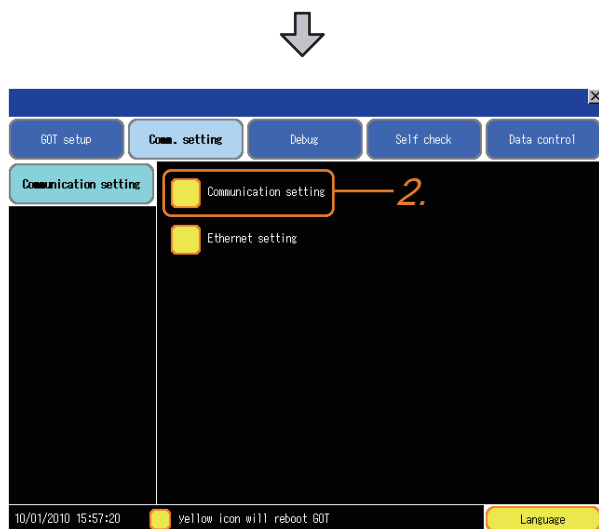 GOT setup
Comm. setting
Debug
Self check
Data control
Communication setting
Communication setting
2.
Ethernet setting
10/01/2010 15:57:20
yellow icon will reboot GOT
Language